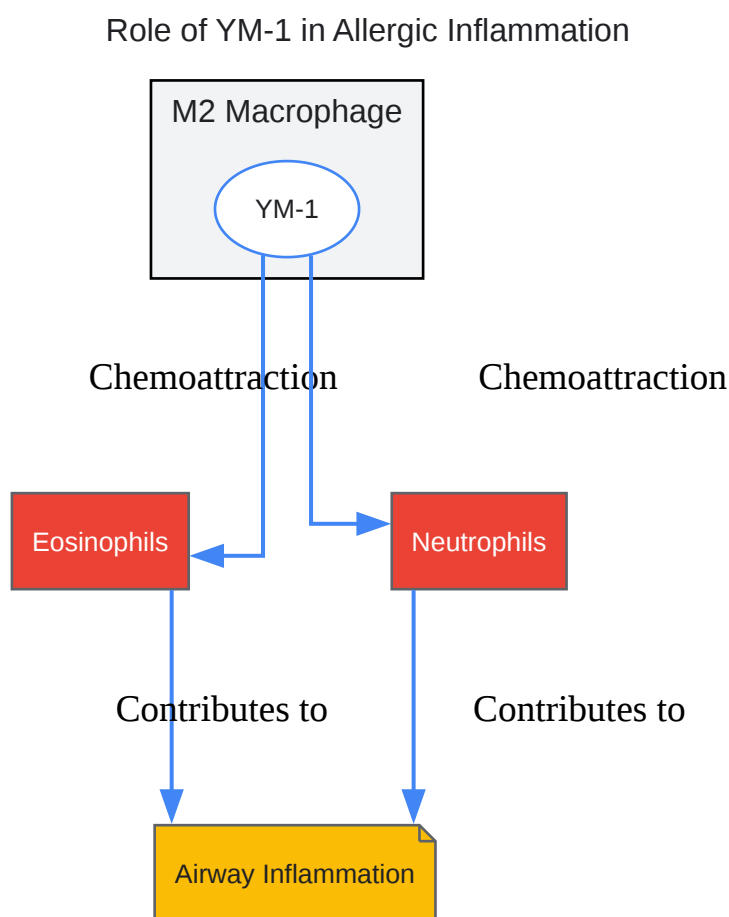 Role of YM-1 in Allergic Inflammation
M2 Macrophage
YM-1
Chemoattraction
Chemoattraction
Eosinophils
Neutrophils
Contributes to
Contributes to
Airway Inflammation